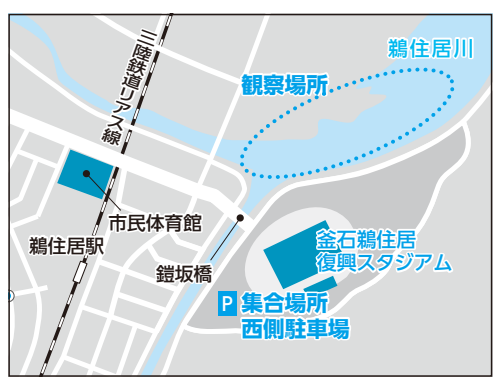 三陸鉄道リアス線
鵜住居川
観察場所
市民体育館
鵜住居駅
鎧坂橋
釜石鵜住居
復興スタジアム
P 集合場所
西側駐車場